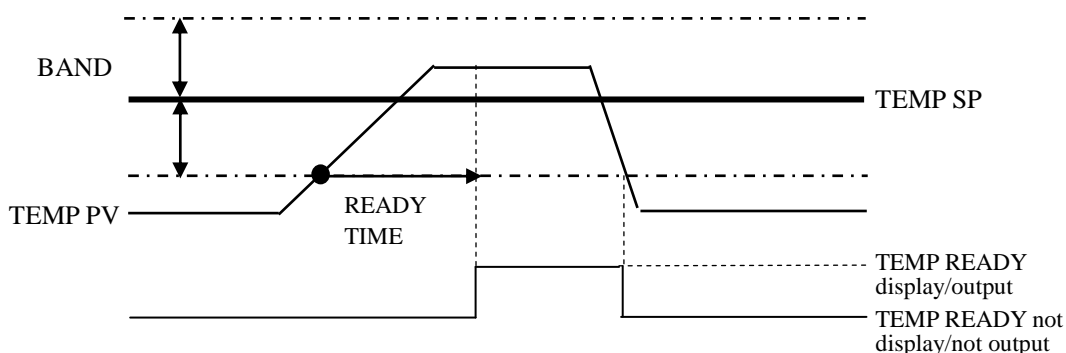 BAND
TEMP SP
TEMP PV
READY
TIME
TEMP READY
display/output
TEMP READY not
display/not output